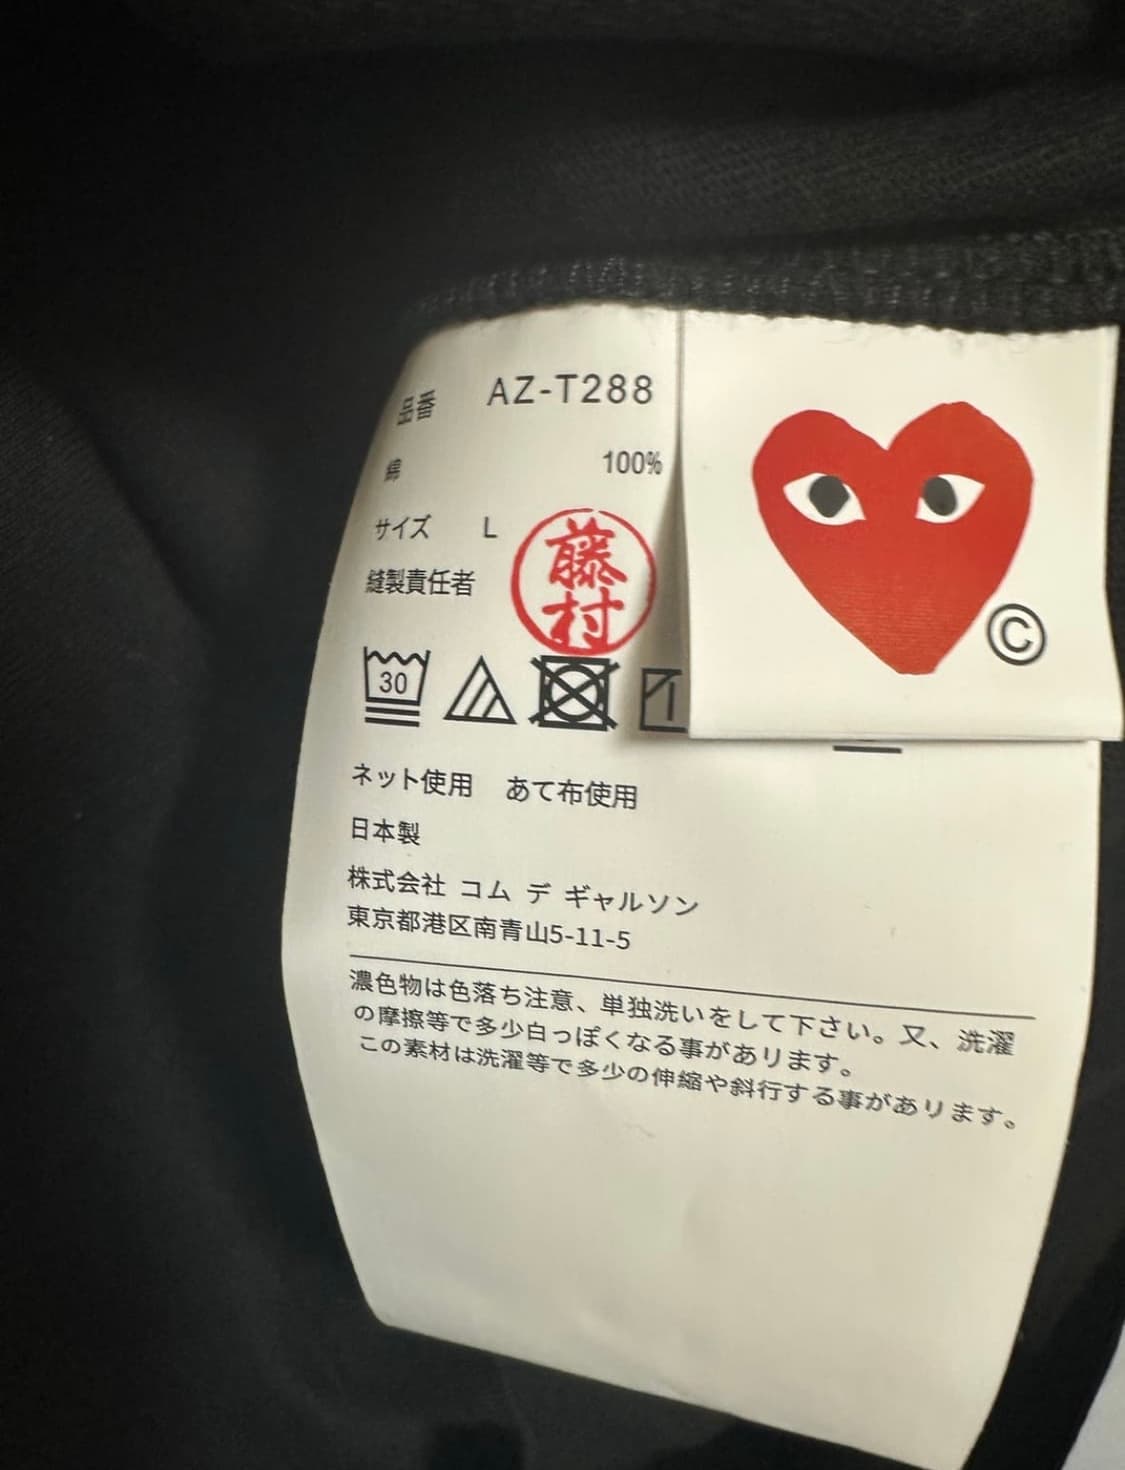 品番 AZ-T288
綿 100%
サイズ L
縫製責任者 藤村
30
ネット使用 あて布使用
日本製
株式会社 コム デ ギャルソン
東京都港区南青山5-11-5
濃色物は色落ち注意、単独洗いをして下さい。又、洗濯
の摩擦等で多少白っぽくなる事があります。
この素材は洗濯等で多少の伸縮や斜行する事があります。
©